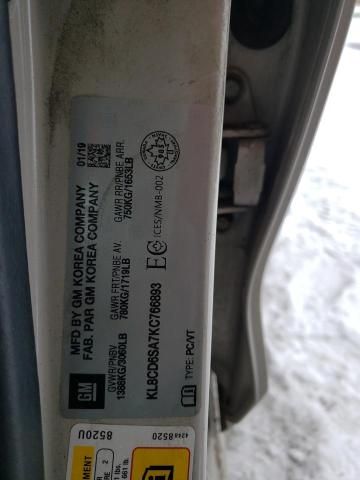 GM
MFD BY GM KOREA COMPANY
FAB. PAR GM KOREA COMPANY
01/19
GVWR/PNBV
1388KG/3060LB
GAWR FRT/PNBE AV.
780KG/1719LB
GAWR RR/PNBE ARR.
750KG/1653LB
KL8CD6SA7KC766893
ICES/NMB-002
TYPE: PC/VT
8520U
42448520